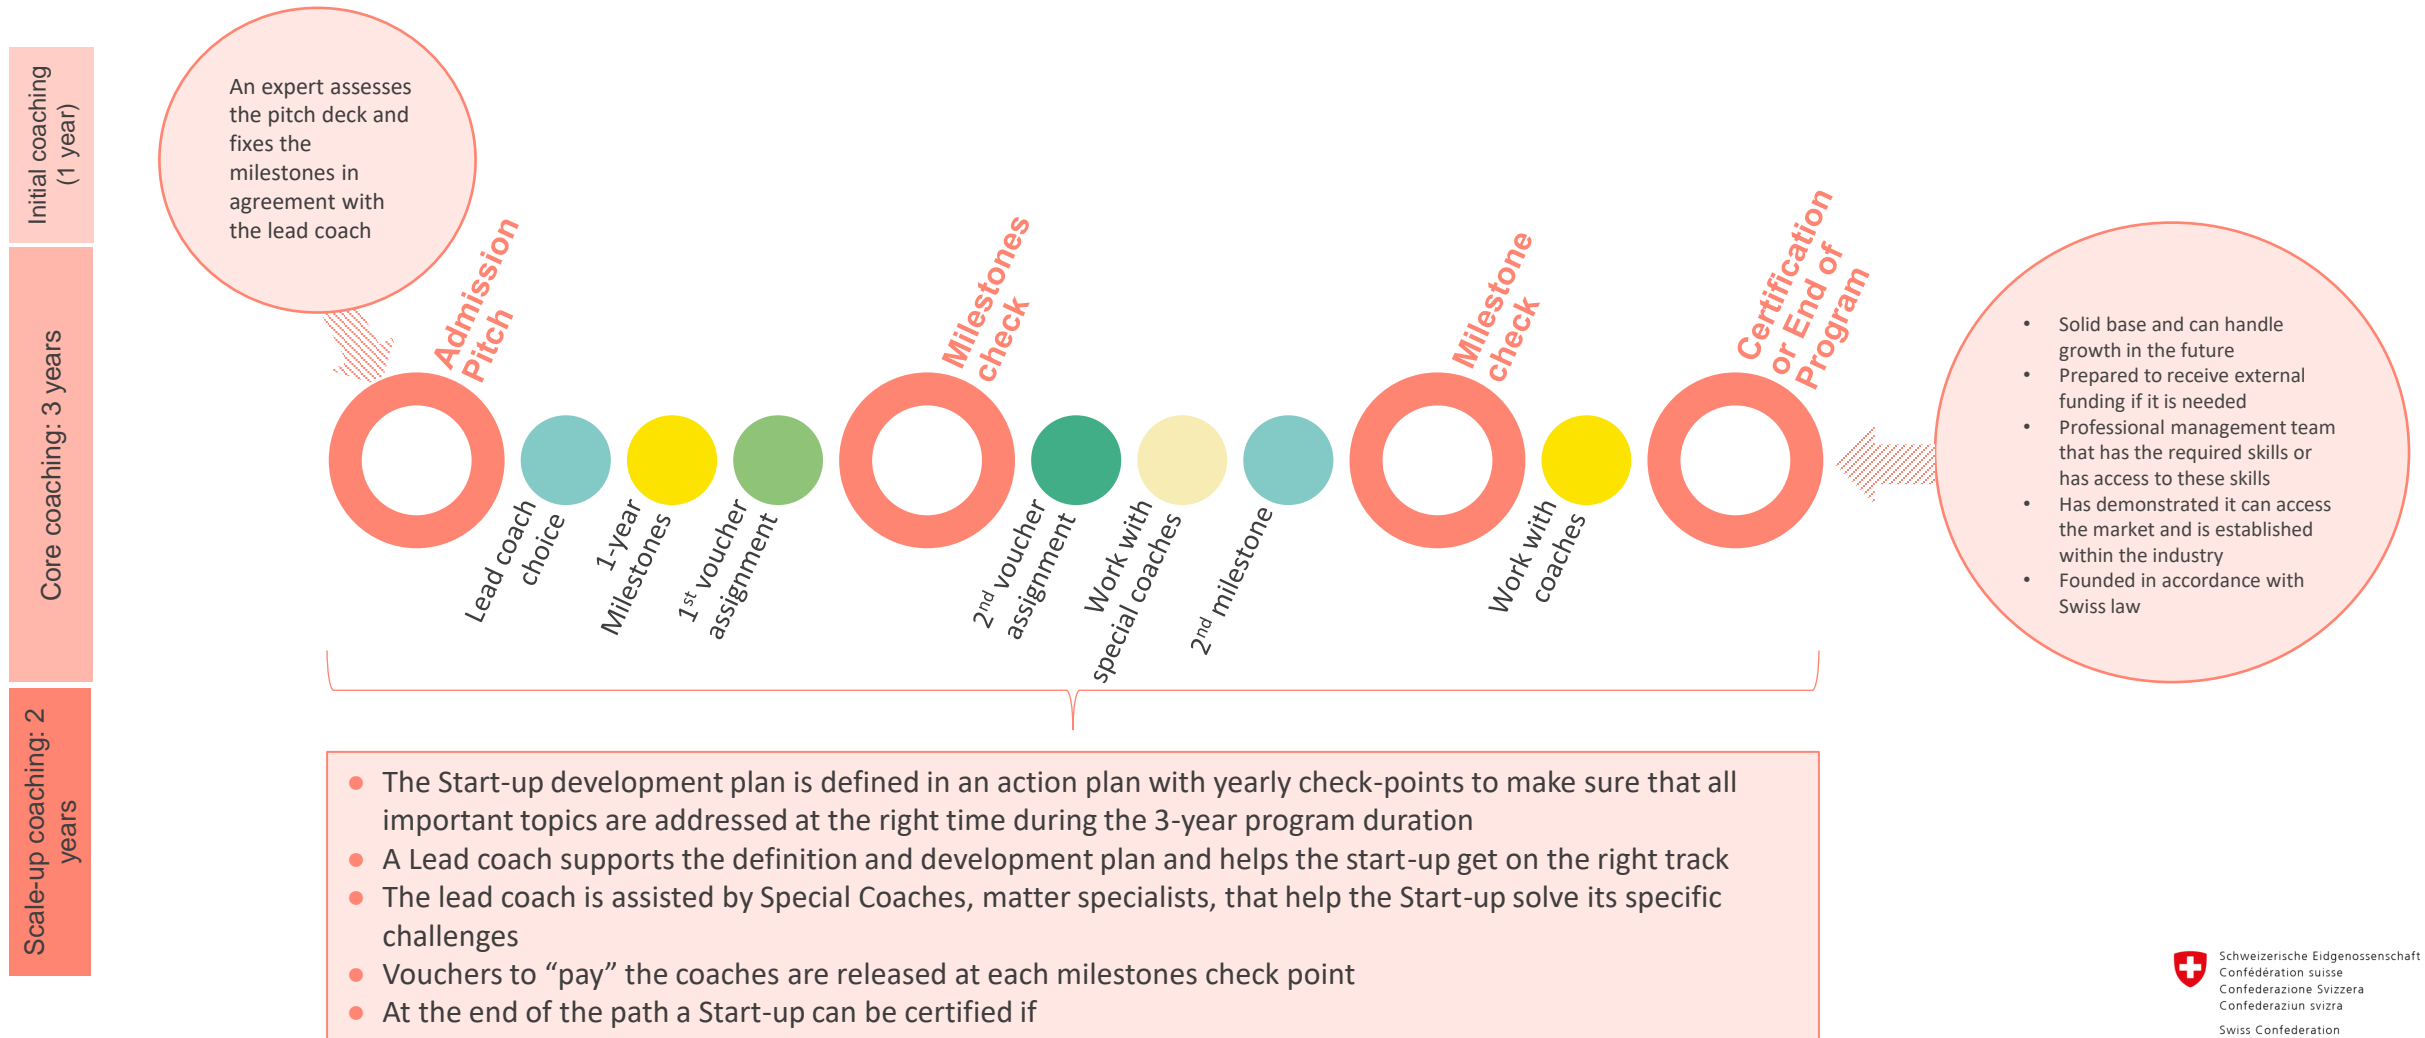 Initial coaching
(1 year)
Core coaching: 3 years
Scale-up coaching: 2
years
An expert assesses
the pitch deck and
fixes the
milestones in
agreement with
the lead coach
Admission
Pitch
Milestones
check
Milestone
check
Certification
or End of
Program
Lead coach
choice
1-year
Milestones
1st voucher
assignment
2nd voucher
assignment
Work with
special coaches
2nd milestone
Work with
coaches
• Solid base and can handle
growth in the future
• Prepared to receive external
funding if it is needed
• Professional management team
that has the required skills or
has access to these skills
• Has demonstrated it can access
the market and is established
within the industry
• Founded in accordance with
Swiss law
• The Start-up development plan is defined in an action plan with yearly check-points to make sure that all
important topics are addressed at the right time during the 3-year program duration
• A Lead coach supports the definition and development plan and helps the start-up get on the right track
• The lead coach is assisted by Special Coaches, matter specialists, that help the Start-up solve its specific
challenges
• Vouchers to “pay” the coaches are released at each milestones check point
• At the end of the path a Start-up can be certified if
Schweizerische Eidgenossenschaft
Confédération suisse
Confederazione Svizzera
Confederaziun svizra
Swiss Confederation